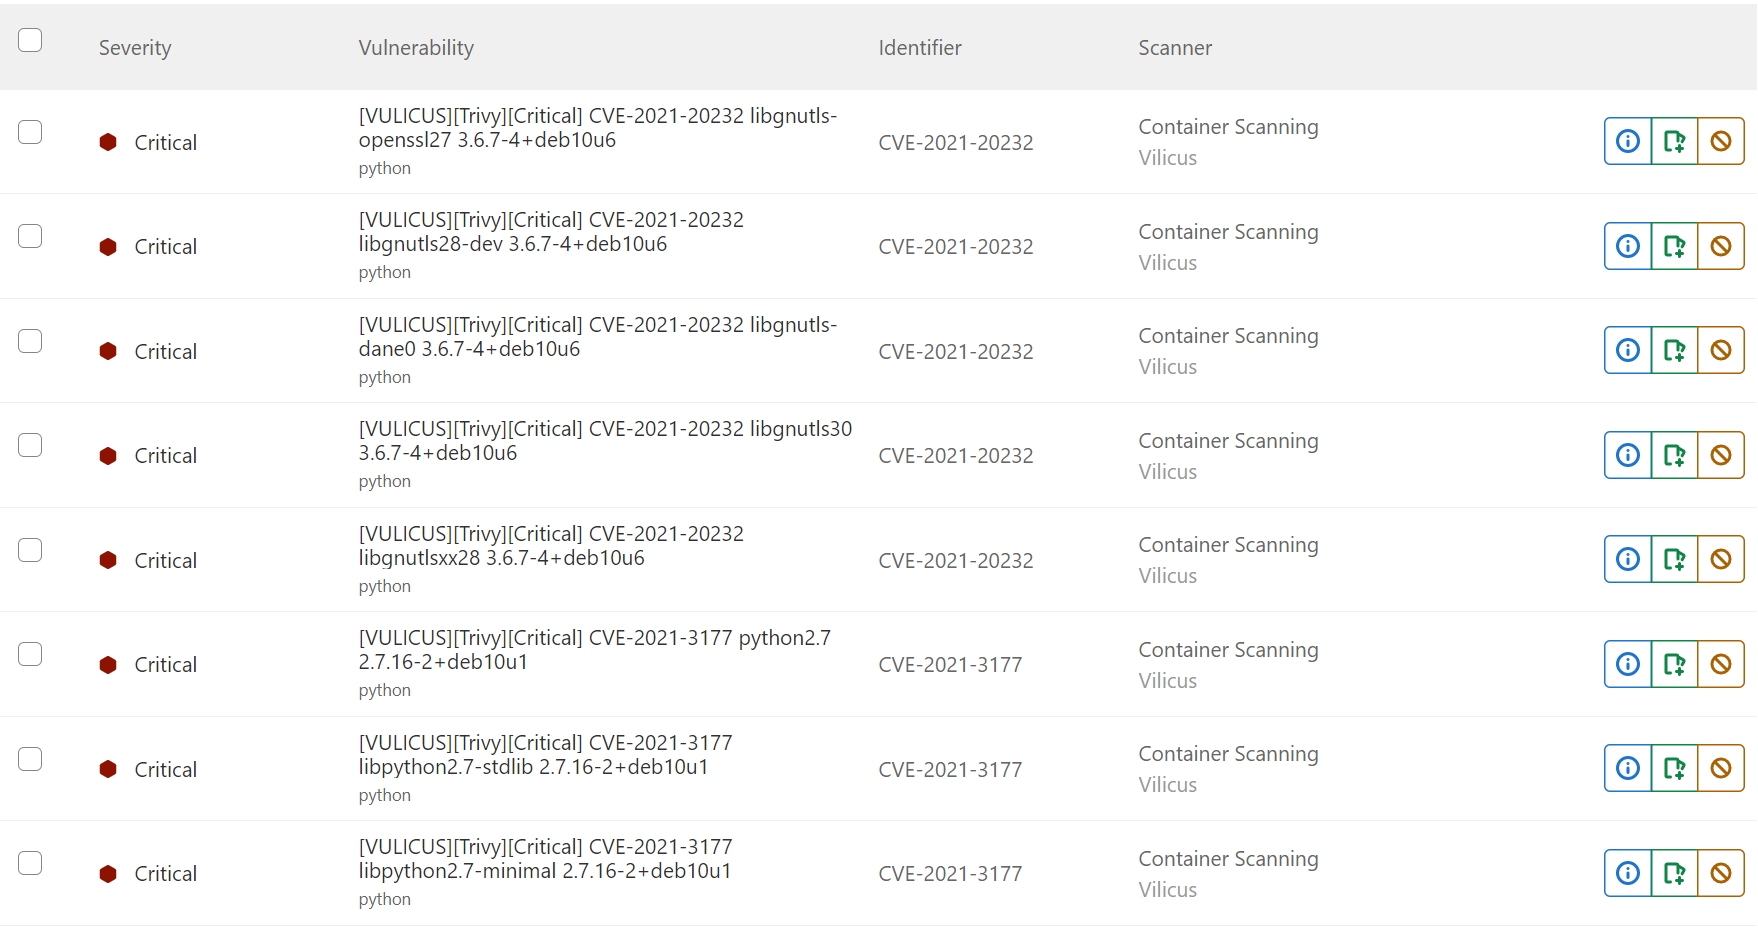 Severity Vulnerability Identifier Scanner
[VULICUS][Trivy][Critical] CVE-2021-20232 libgnutls-
openssl27 3.6.7-4+deb10u6
python
Critical
CVE-2021-20232
Container Scanning
Vilicus
[VULICUS][Trivy][Critical] CVE-2021-20232
libgnutls28-dev 3.6.7-4+deb10u6
python
Critical
CVE-2021-20232
Container Scanning
Vilicus
[VULICUS][Trivy][Critical] CVE-2021-20232 libgnutls-
dane0 3.6.7-4+deb10u6
python
Critical
CVE-2021-20232
Container Scanning
Vilicus
[VULICUS][Trivy][Critical] CVE-2021-20232 libgnutls30
3.6.7-4+deb10u6
python
Critical
CVE-2021-20232
Container Scanning
Vilicus
[VULICUS][Trivy][Critical] CVE-2021-20232
libgnutlsxx28 3.6.7-4+deb10u6
python
Critical
CVE-2021-20232
Container Scanning
Vilicus
[VULICUS][Trivy][Critical] CVE-2021-3177 python2.7
2.7.16-2+deb10u1
python
Critical
CVE-2021-3177
Container Scanning
Vilicus
[VULICUS][Trivy][Critical] CVE-2021-3177
libpython2.7-stdlib 2.7.16-2+deb10u1
python
Critical
CVE-2021-3177
Container Scanning
Vilicus
[VULICUS][Trivy][Critical] CVE-2021-3177
libpython2.7-minimal 2.7.16-2+deb10u1
python
Critical
CVE-2021-3177
Container Scanning
Vilicus